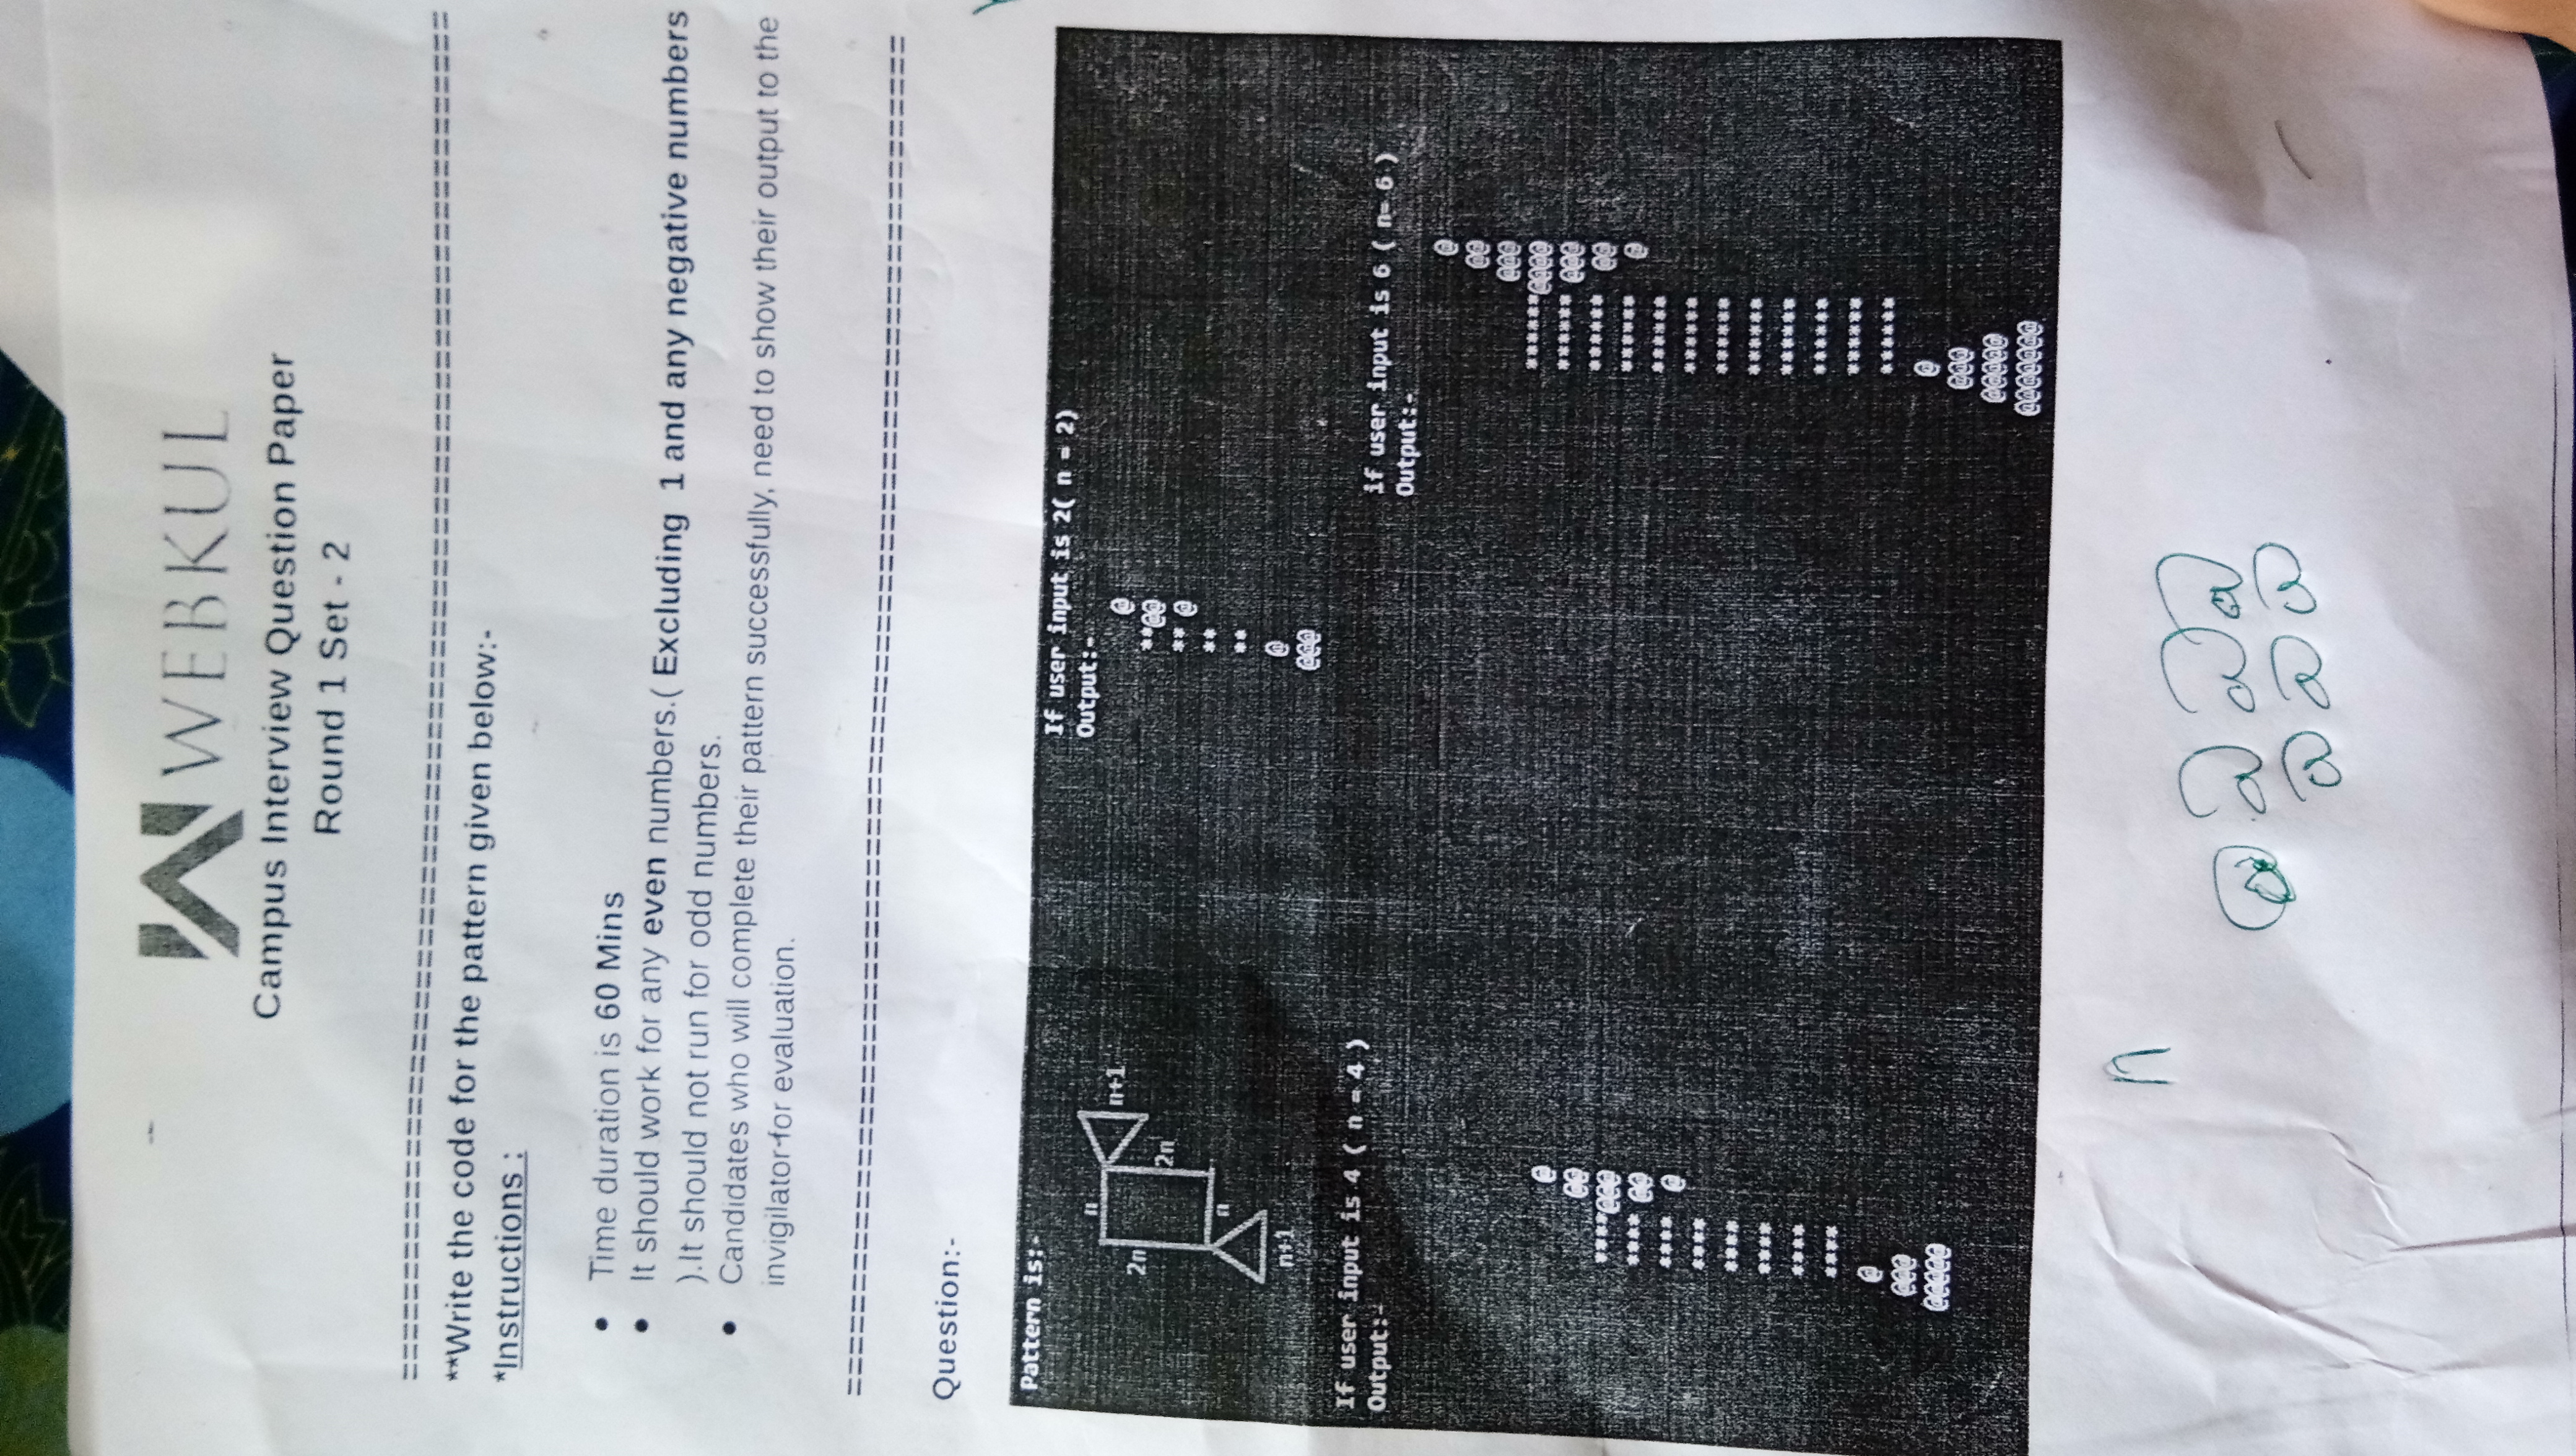 WEBKUL
Campus Interview Question Paper
Round 1 Set - 2
====================================================================
**Write the code for the pattern given below:-
*Instructions :
• Time duration is 60 Mins
• It should work for any even numbers.( Excluding 1 and any negative numbers
).It should not run for odd numbers.
• Candidates who will complete their pattern successfully, need to show their output to the
invigilator for evaluation.
====================================================================
Question:-
Pattern is:-
n
n+1
2n
2n
n
n+1
If user input is 2( n = 2)
Output:-
@
**@@
** @
**
**
@
@@@
If user input is 4 ( n = 4 )
Output:-
@
@@
****@@@
**** @@
****  @
****
****
****
****
****
@
@@@
@@@@@
if user input is 6 ( n= 6 )
Output:-
@
@@
@@@
******@@@@
****** @@@
******  @@
******   @
******
******
******
******
******
******
******
******
@
@@@
@@@@@
@@@@@@@
n
@ @ @ @
@ @ @